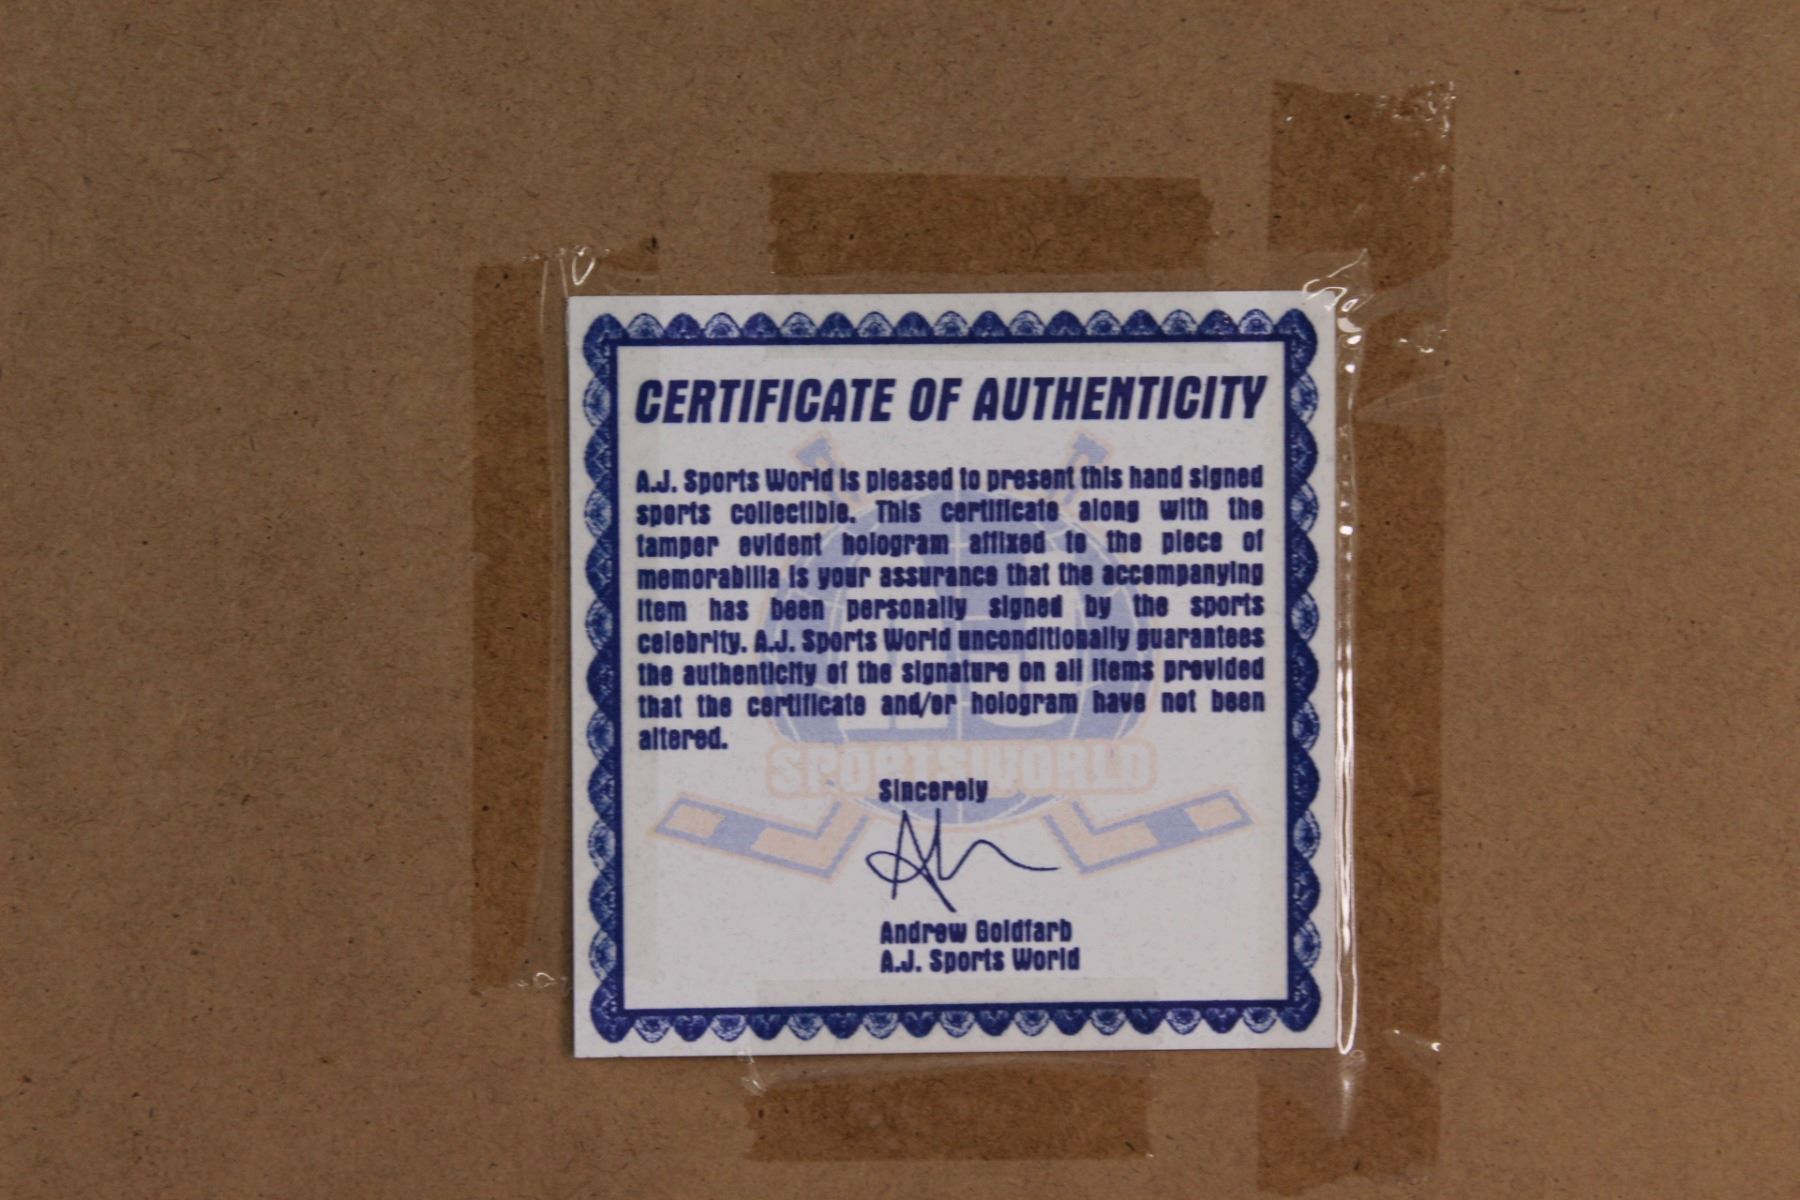 CERTIFICATE OF AUTHENTICITY
A.J. Sports World is pleased to present this hand signed
sports collectible. This certificate along with the
tamper evident hologram affixed to the piece of
memorabilia is your assurance that the accompanying
item has been personally signed by the sports
celebrity. A.J. Sports World unconditionally guarantees
the authenticity of the signature on all items provided
that the certificate and/or hologram have not been
altered.
SPORTSWORLD
Sincerely
Andrew Goldfarb
A.J. Sports World